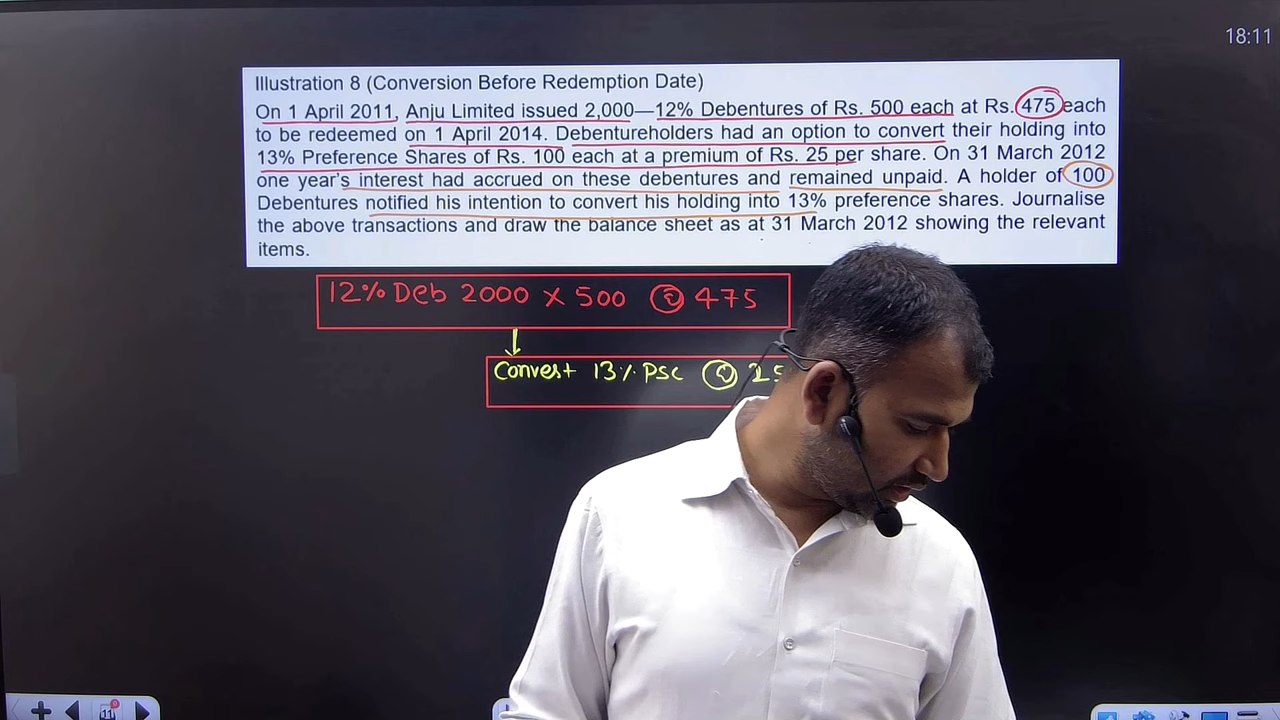 18:11
Illustration 8 (Conversion Before Redemption Date)
On 1 April 2011, Anju Limited issued 2,000—12% Debentures of Rs. 500 each at Rs. 475 each
to be redeemed on 1 April 2014. Debentureholders had an option to convert their holding into
13% Preference Shares of Rs. 100 each at a premium of Rs. 25 per share. On 31 March 2012
one year's interest had accrued on these debentures and remained unpaid. A holder of 100
Debentures notified his intention to convert his holding into 13% preference shares. Journalise
the above transactions and draw the balance sheet as at 31 March 2012 showing the relevant
items.
12% Deb 2000 × 500 @ 475
Convest 13% PSC @
11